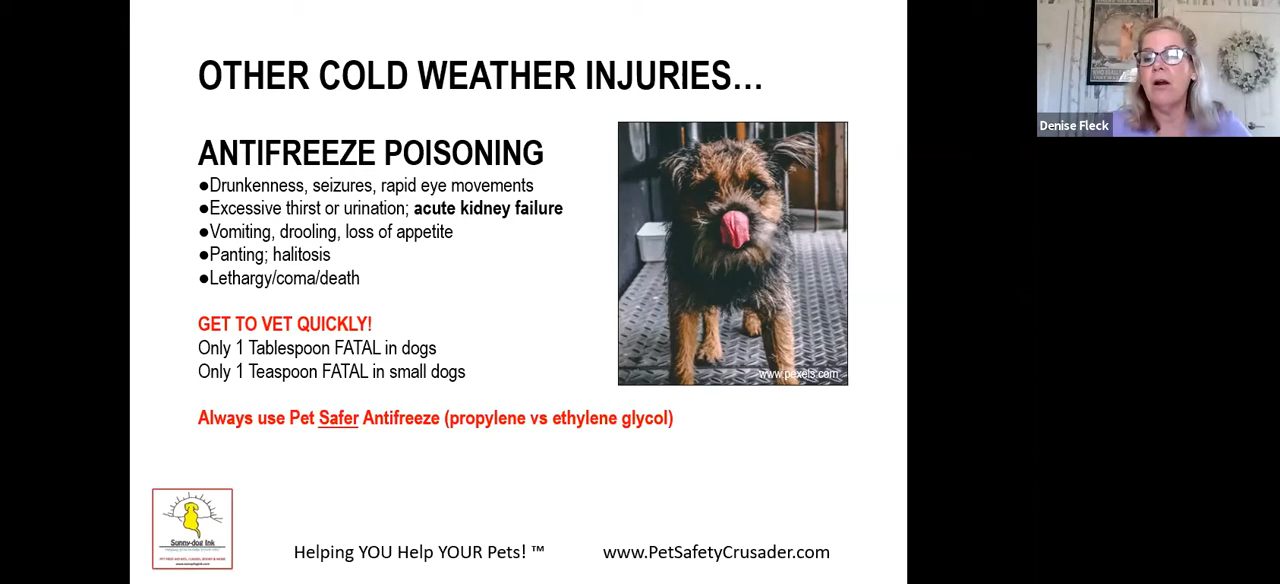 OTHER COLD WEATHER INJURIES…
ANTIFREEZE POISONING
●Drunkenness, seizures, rapid eye movements
●Excessive thirst or urination; acute kidney failure
●Vomiting, drooling, loss of appetite
●Panting; halitosis
●Lethargy/coma/death
GET TO VET QUICKLY!
Only 1 Tablespoon FATAL in dogs
Only 1 Teaspoon FATAL in small dogs
Always use Pet Safer Antifreeze (propylene vs ethylene glycol)
www.pexels.com
Sunny-dog Ink
Helping YOU Help YOUR Pets! ™
www.PetSafetyCrusader.com
Denise Fleck